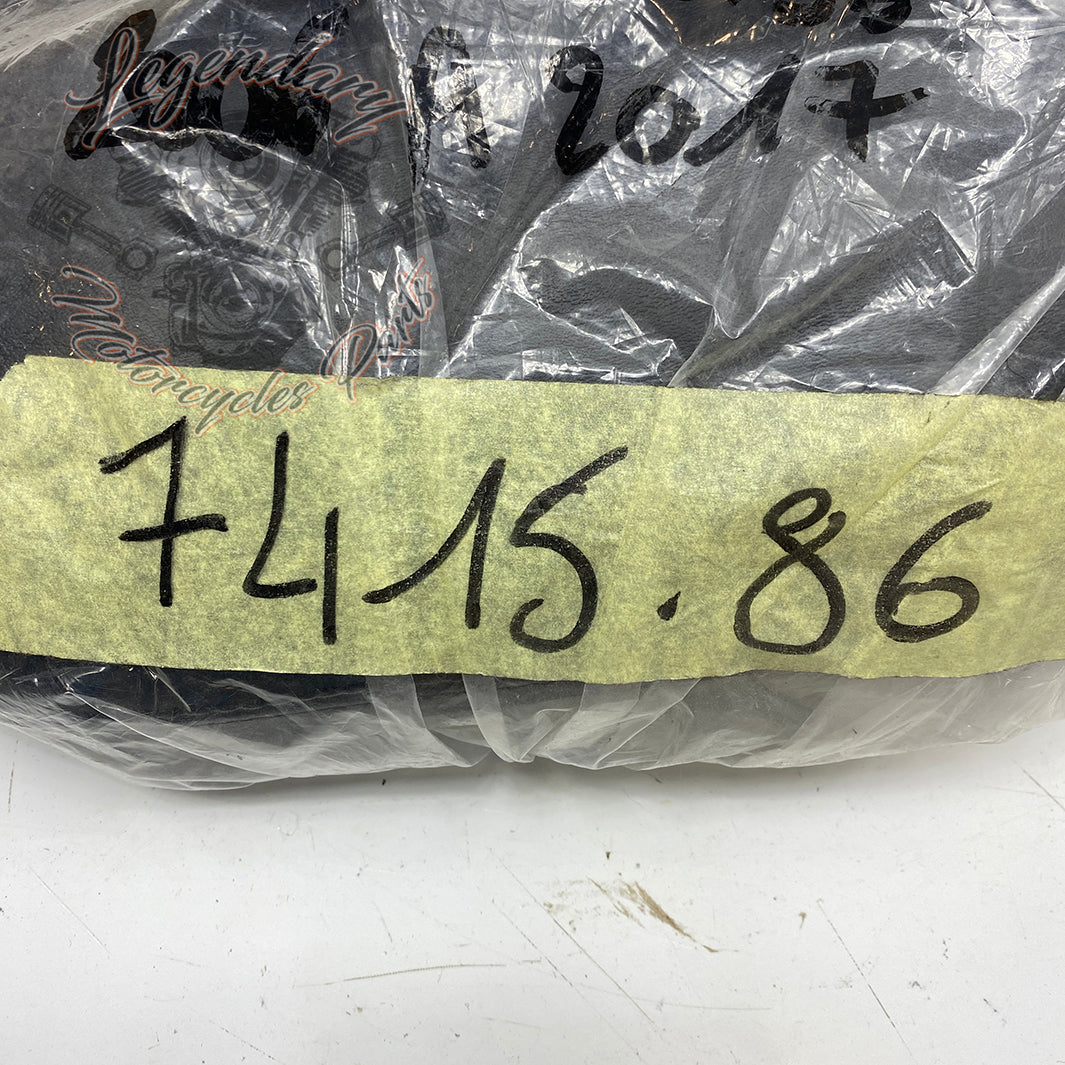 Legendary
2017
Motorcycles Parts
7415.86